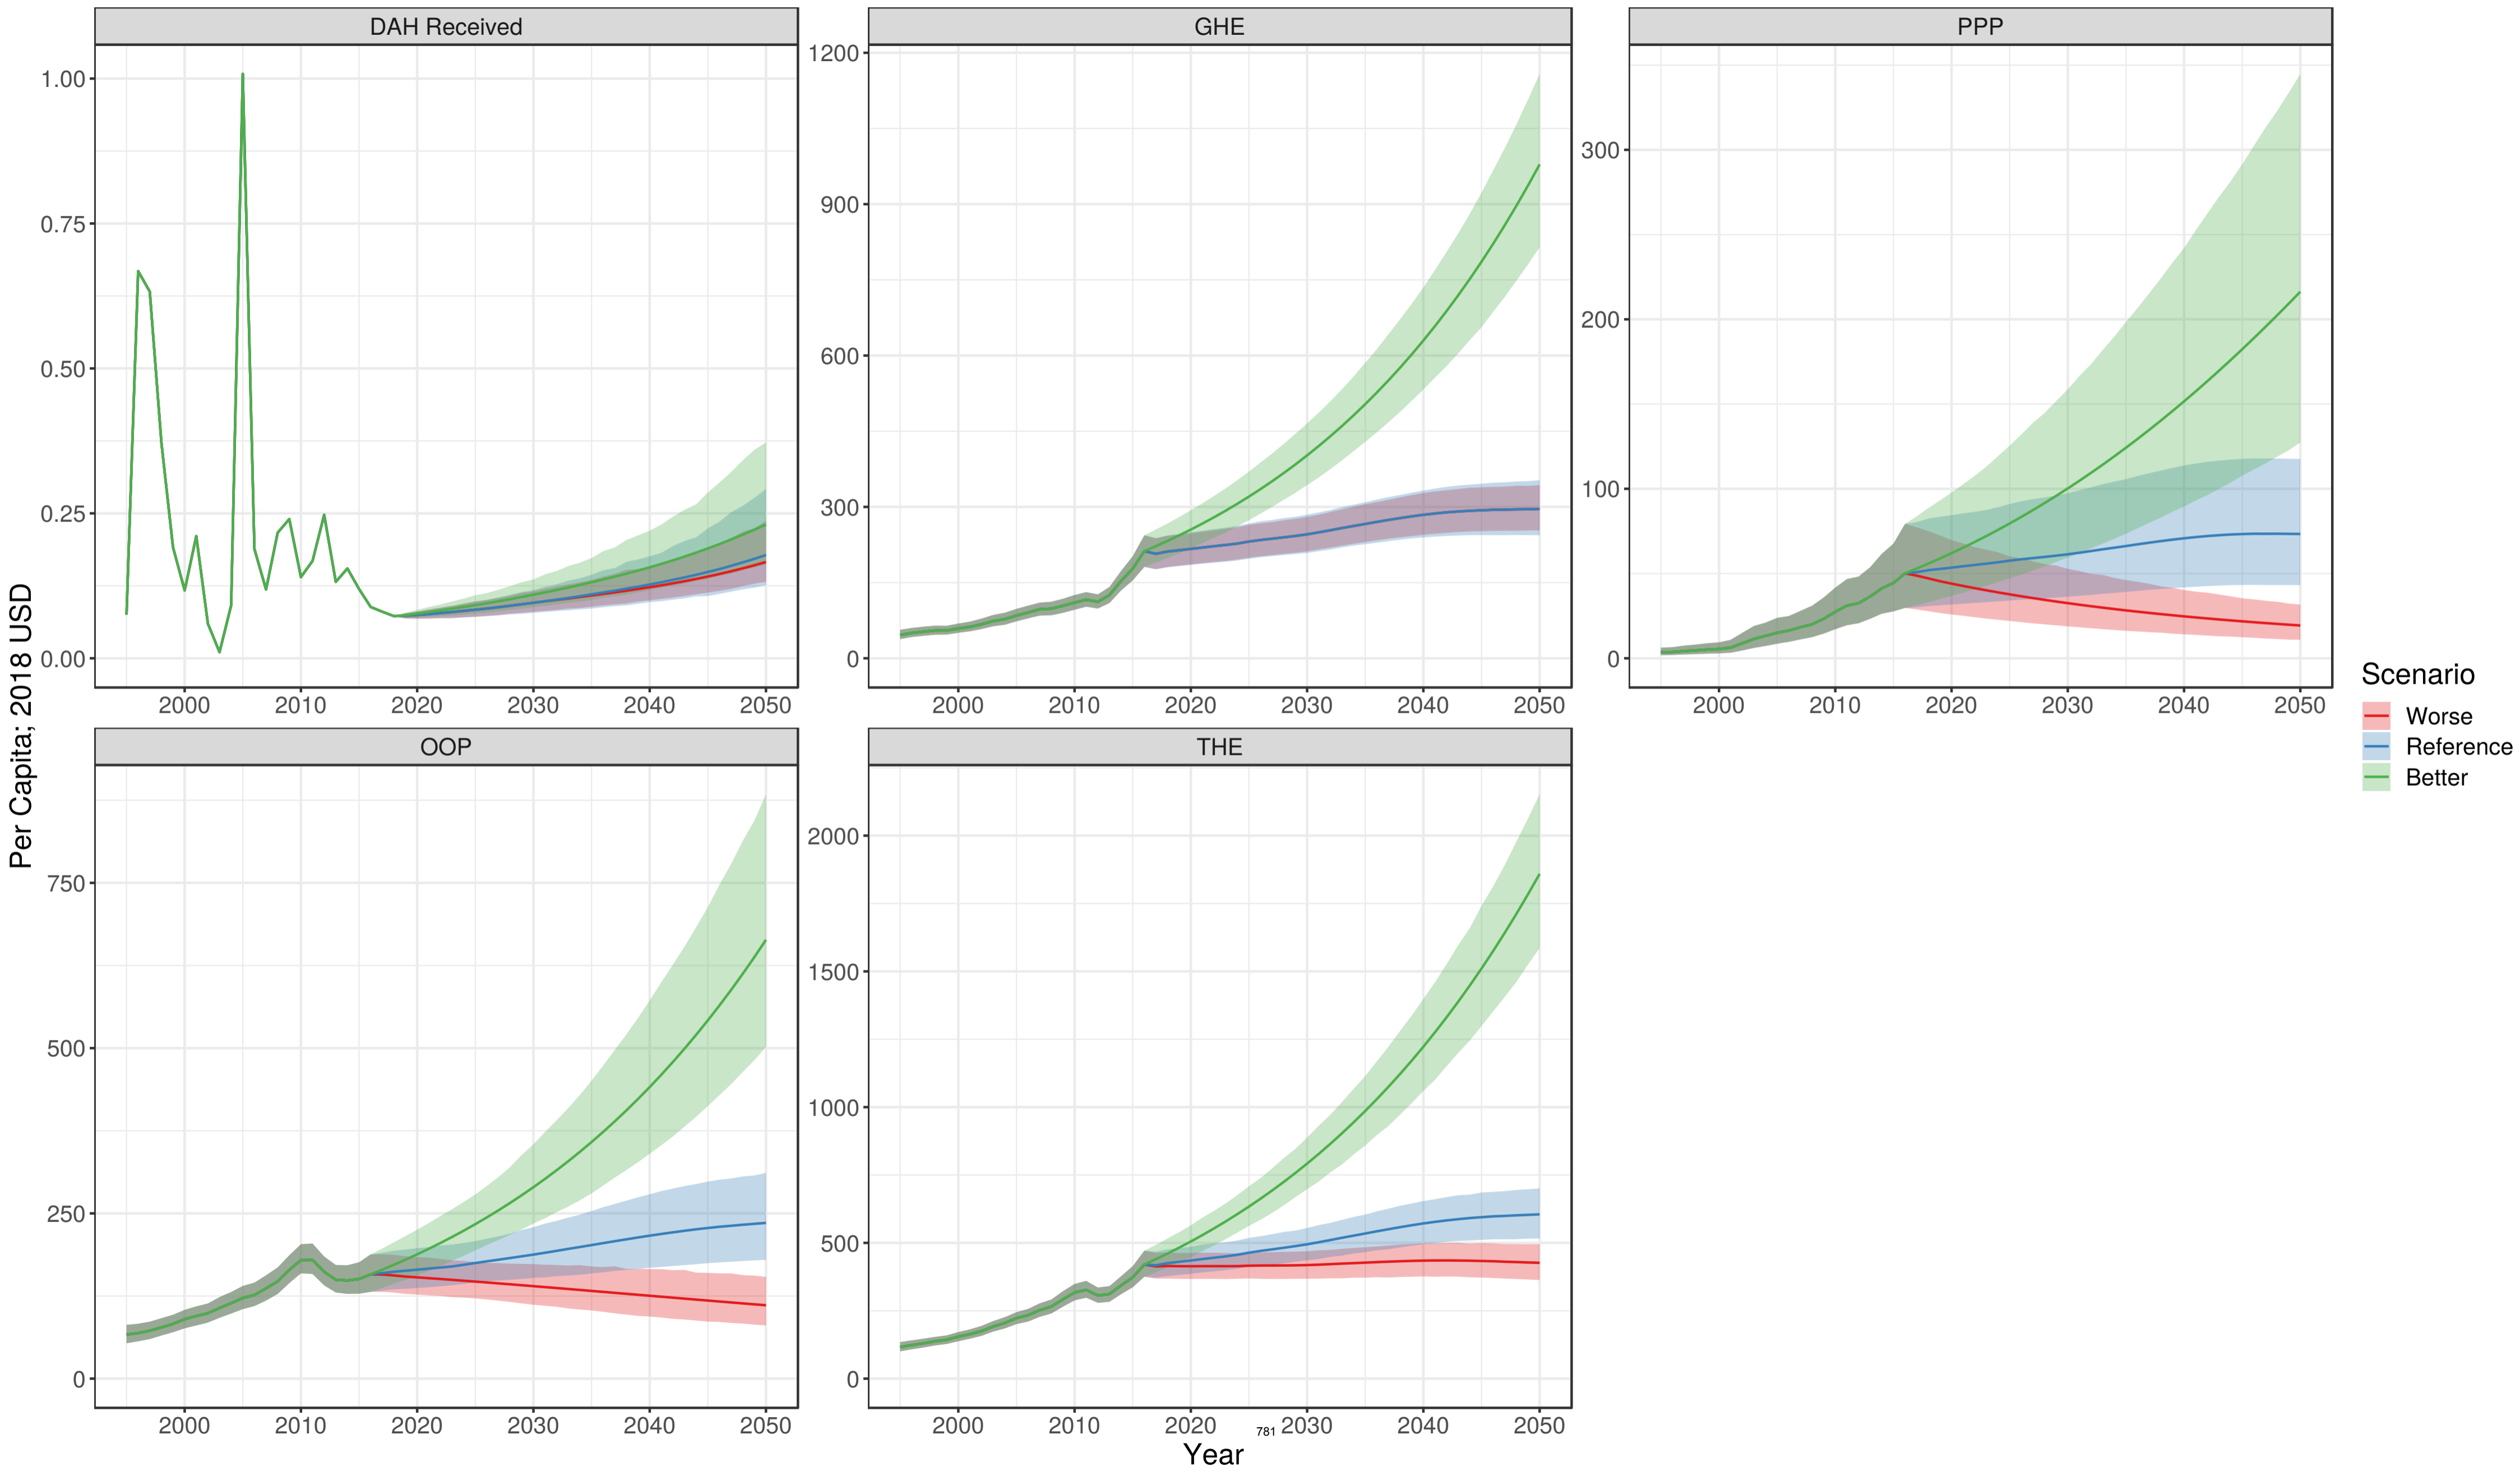 DAH Received
GHE
PPP
1.00
0.75
0.50
0.25
0.00
2000 2010 2020 2030 2040 2050
1200
900
600
300
0
2000 2010 2020 2030 2040 2050
300
200
100
0
2000 2010 2020 2030 2040 2050
Per Capita; 2018 USD
OOP
THE
750
500
250
0
2000 2010 2020 2030 2040 2050
2000
1500
1000
500
0
2000 2010 2020 2030 2040 2050
781
Year
Scenario
Worse
Reference
Better